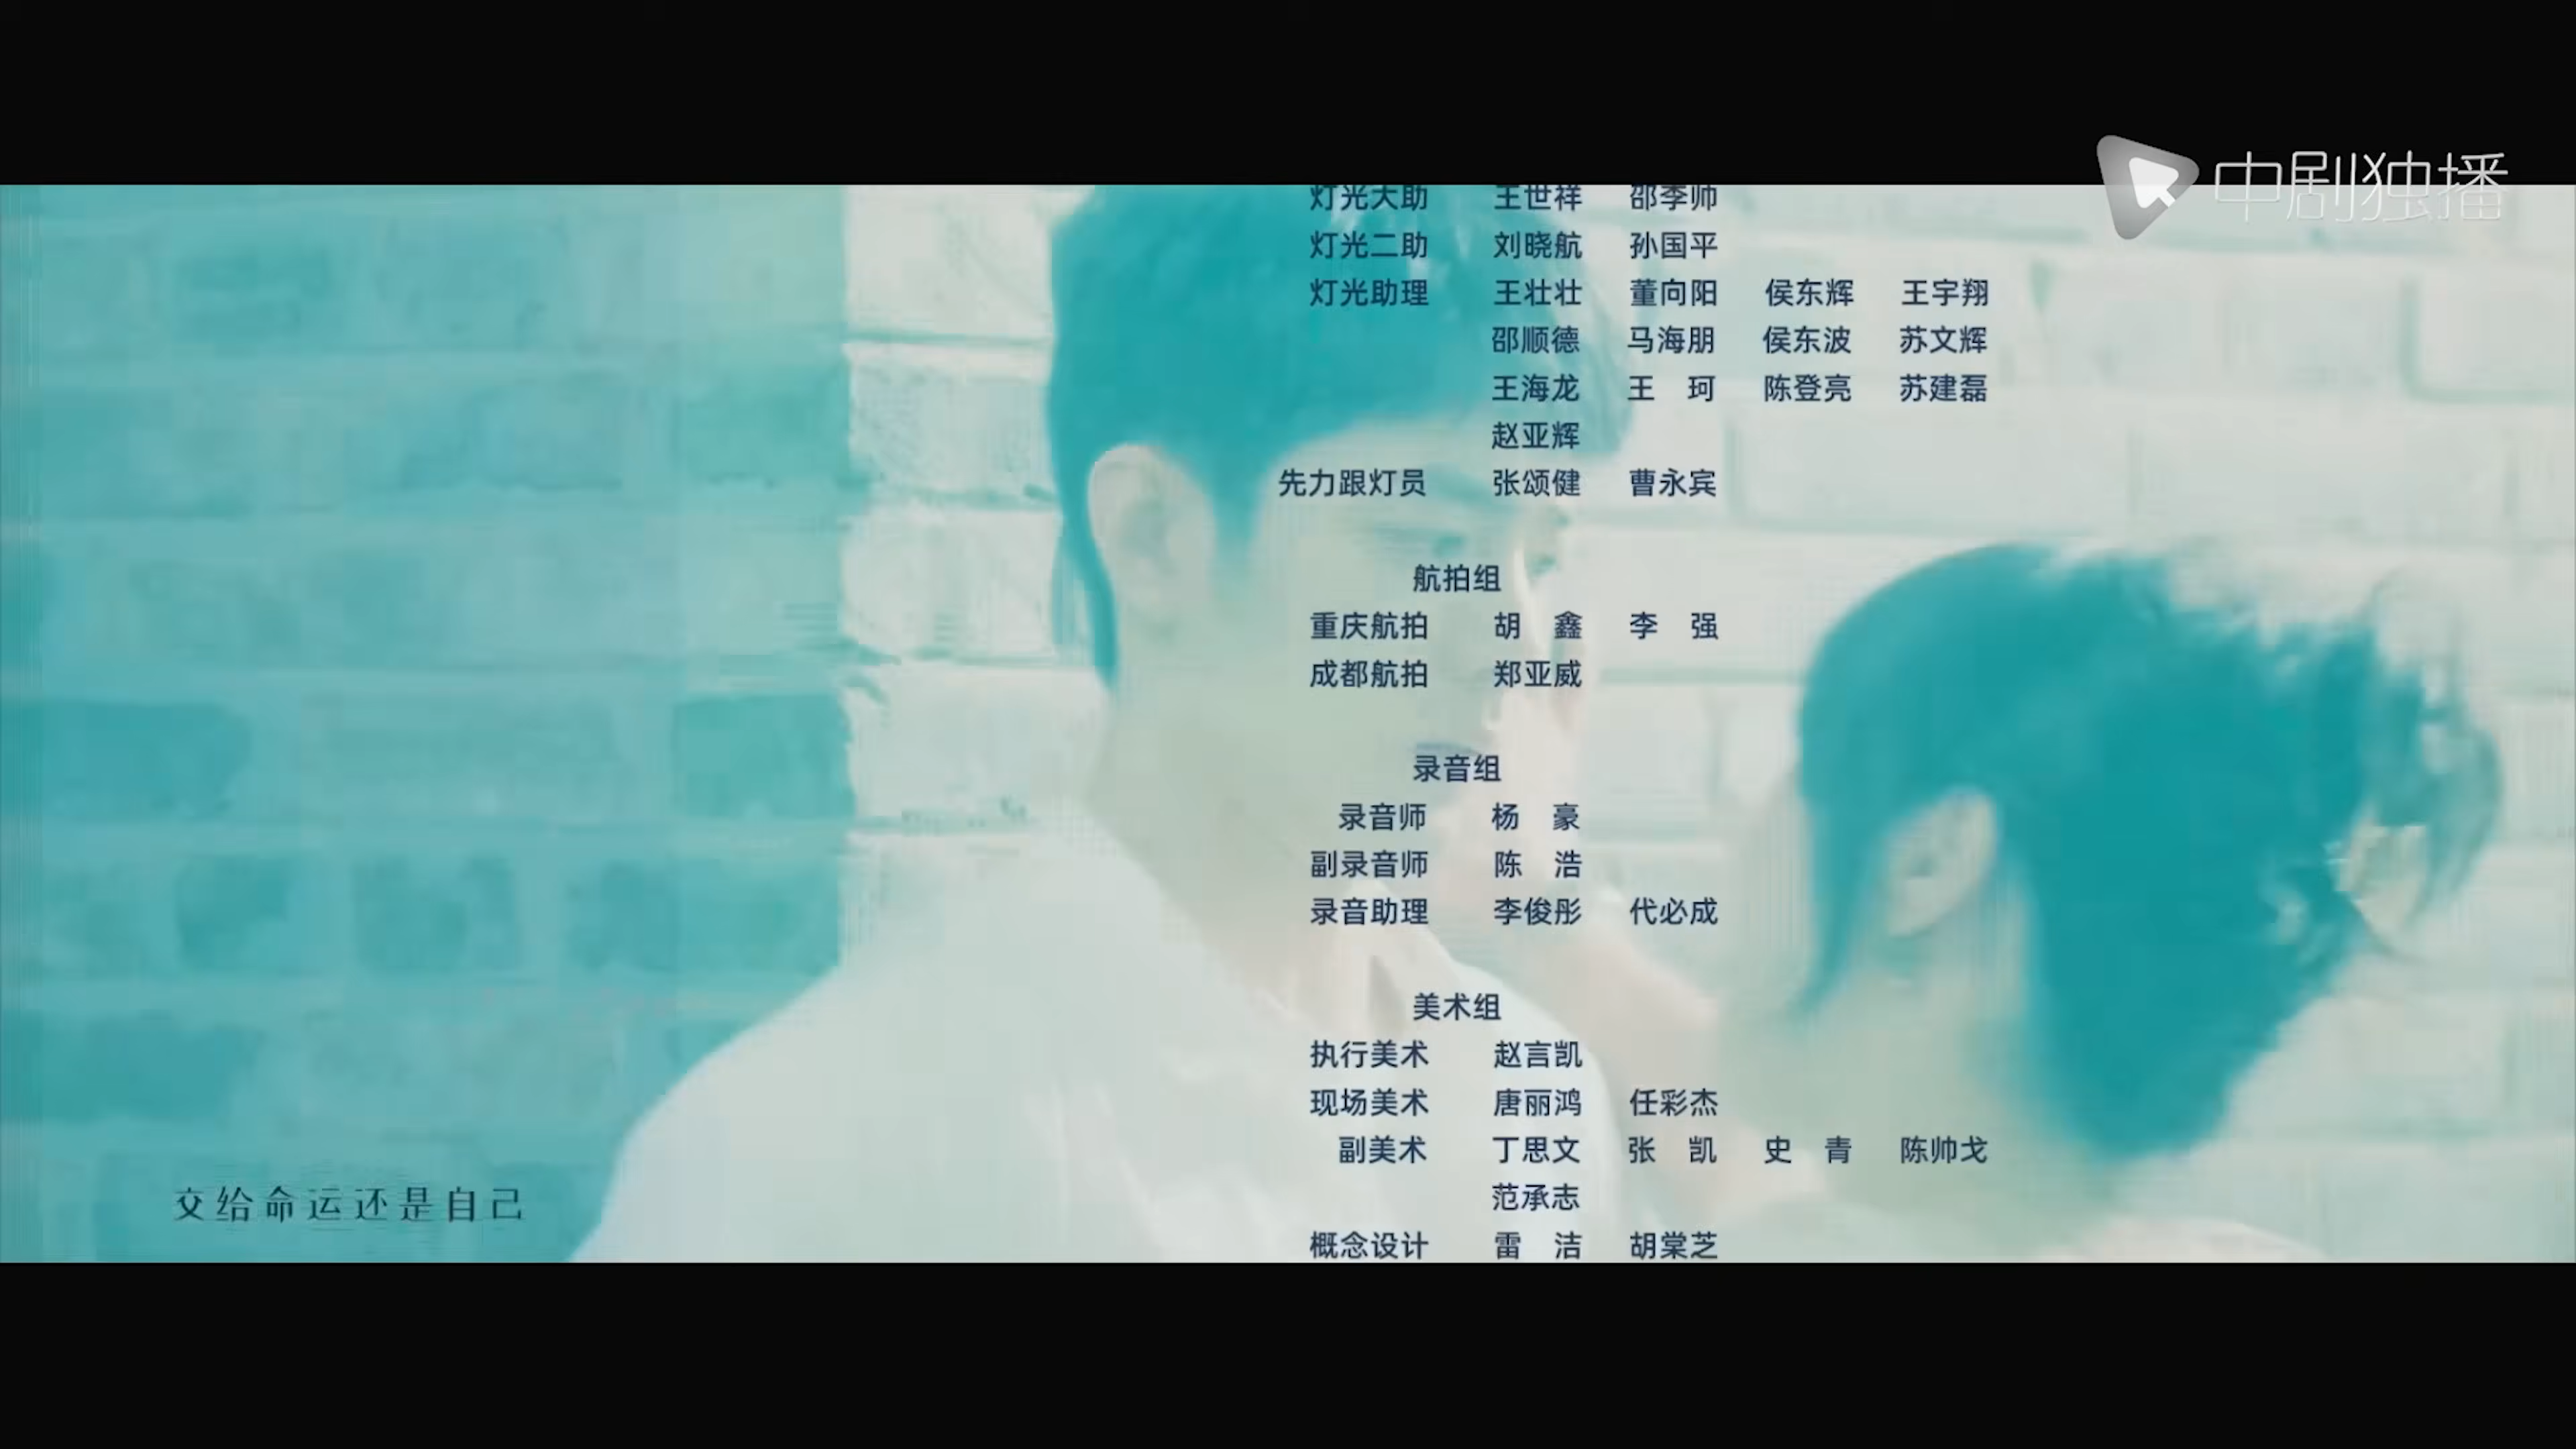 中剧独播
灯光大助 王世祥 邵李帅
灯光二助 刘晓航 孙国平
灯光助理 王壮壮 董向阳 侯东辉 王宇翔
邵顺德 马海朋 侯东波 苏文辉
王海龙 王 珂 陈登亮 苏建磊
赵亚辉
先力跟灯员 张颂健 曹永宾
航拍组
重庆航拍 胡 鑫 李 强
成都航拍 郑亚威
录音组
录音师 杨 豪
副录音师 陈 浩
录音助理 李俊彤 代必成
美术组
执行美术 赵言凯
现场美术 唐丽鸿 任彩杰
副美术 丁思文 张 凯 史 青 陈帅戈
范承志
概念设计 雷 洁 胡棠芝
交给命运还是自己